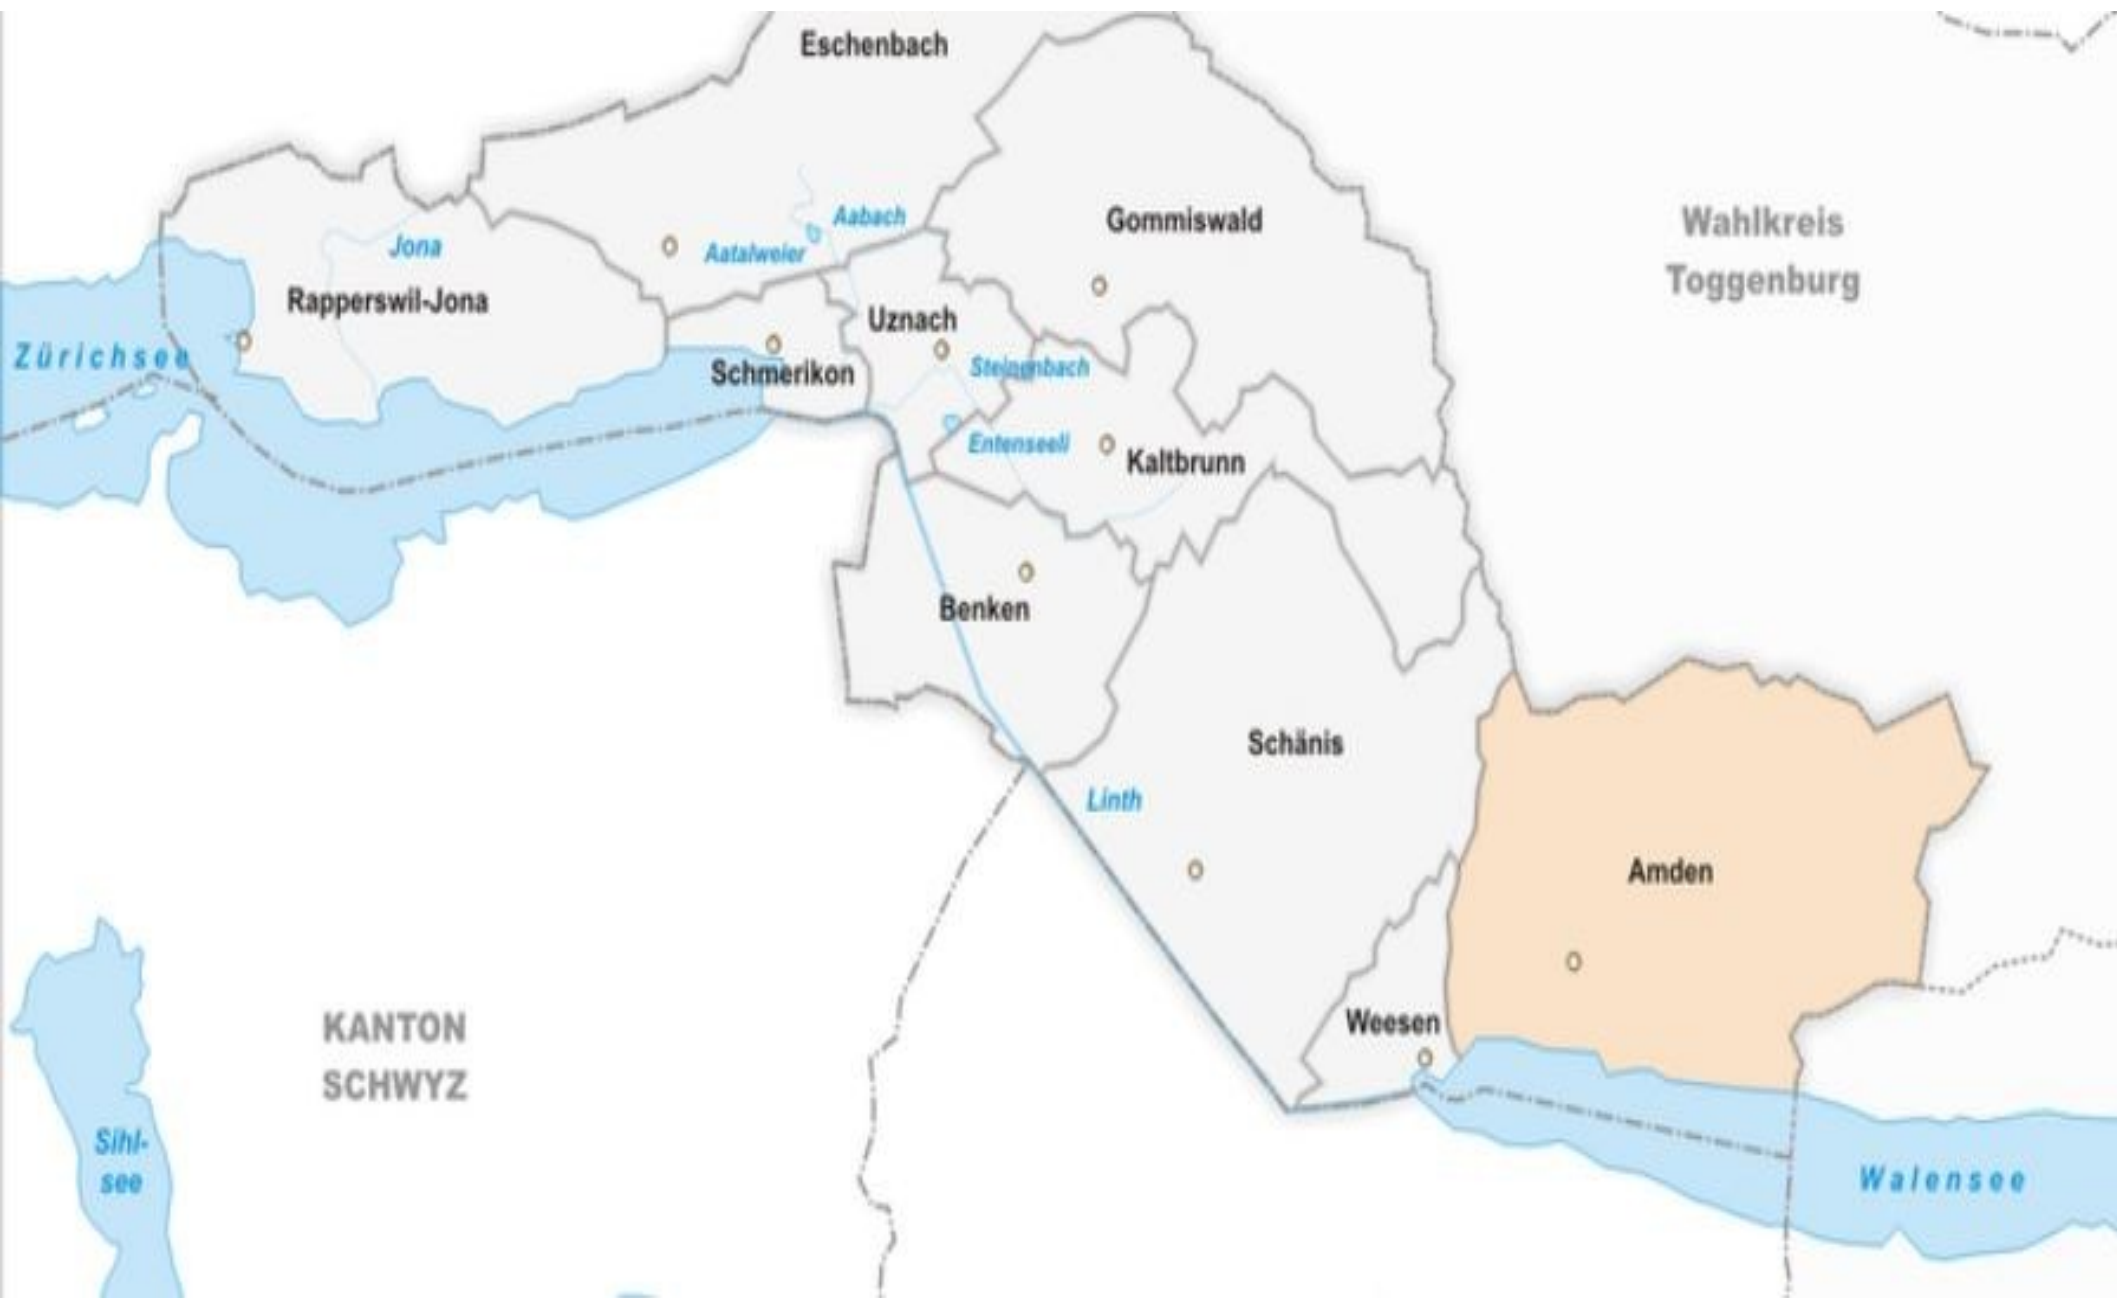 Eschenbach
Aabach
Gommiswald
Wahlkreis
Toggenburg
Jona
Aatalweier
Rapperswil-Jona
Uznach
Zürichsee
Schmerikon
Steinenbach
Entenseeli
Kaltbrunn
Benken
Schänis
Linth
Amden
Weesen
KANTON
SCHWYZ
Sihl-
see
Walensee